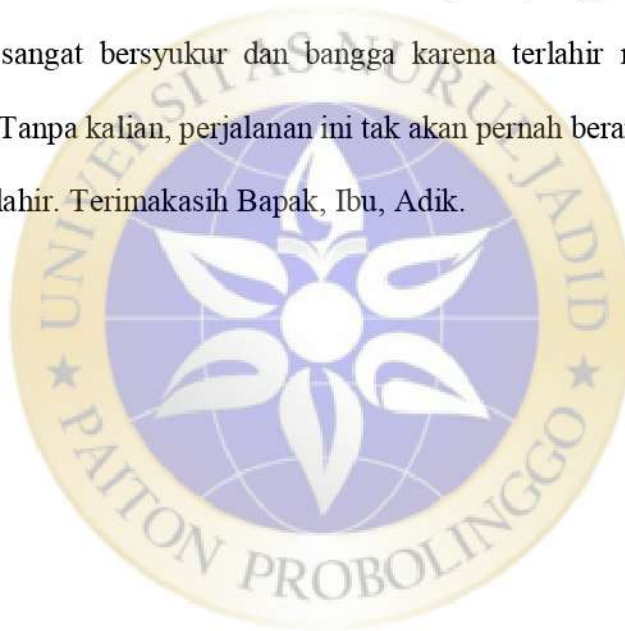 sangat bersyukur dan bangga karena terlahir
Tanpa kalian, perjalanan ini tak akan pernah
lahir. Terimakasih Bapak, Ibu, Adik.
UNIVERSITAS NURUL JADID
★ PAITON PROBOLINGGO ★